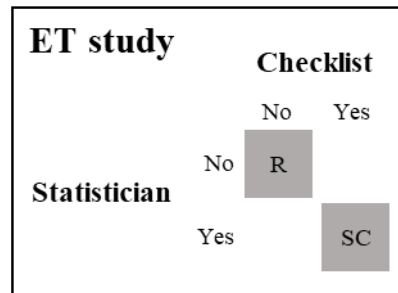 ET study
Checklist
No Yes
No R
Statistician
Yes SC